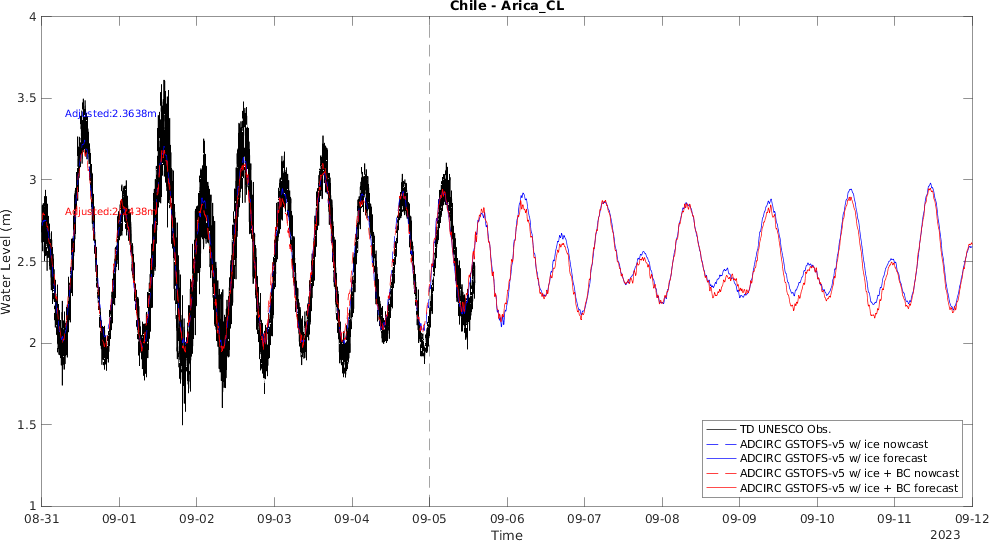 Chile - Arica_CL
4
3.5
3
2.5
2
1.5
1
Water Level (m)
Adjusted:2.3638m
TD UNESCO Obs.
ADCIRC GSTOFS-v5 w/ ice nowcast
ADCIRC GSTOFS-v5 w/ ice forecast
ADCIRC GSTOFS-v5 w/ ice + BC nowcast
ADCIRC GSTOFS-v5 w/ ice + BC forecast
08-31 09-01 09-02 09-03 09-04 09-05 09-06 09-07 09-08 09-09 09-10 09-11 09-12
Time
2023